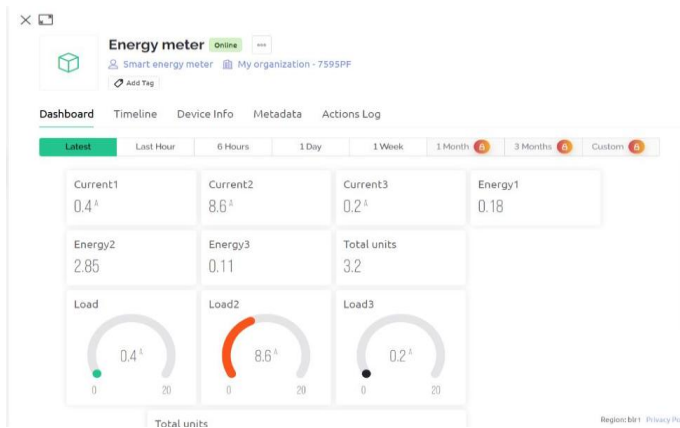 Energy meter Online
Smart energy meter My organization - 7595PF
Add Tag
Dashboard Timeline Device Info Metadata Actions Log
Latest Last Hour 6 Hours 1 Day 1 Week 1 Month 3 Months Custom
Current1 Current2 Current3 Energy1
0.4 A 8.6 A 0.2 A 0.18
Energy2 Energy3 Total units
2.85 0.11 3.2
Load Load2 Load3
0.4 A 8.6 A 0.2 A
0 20 0 20 0 20
Total units
Region: blr1 Privacy Po